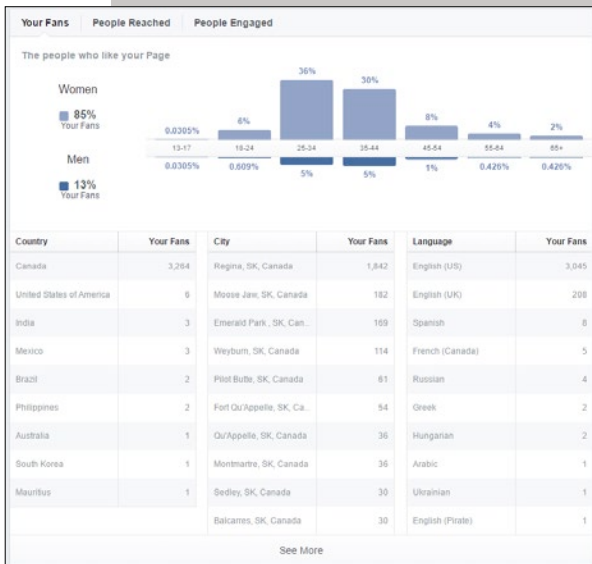 Your Fans People Reached People Engaged
The people who like your Page
Women
85%
Your Fans
Men
13%
Your Fans
0.0305% 6% 36% 30% 8% 4% 2%
13-17 18-24 25-34 35-44 45-54 55-64 65+
0.0305% 0.609% 5% 5% 1% 0.426% 0.426%
Country Your Fans City Your Fans Language Your Fans
Canada 3,264 Regina, SK, Canada 1,842 English (US) 3,045
United States of America 6 Moose Jaw, SK, Canada 182 English (UK) 208
India 3 Emerald Park , SK, Can... 169 Spanish 8
Mexico 3 Weyburn, SK, Canada 114 French (Canada) 5
Brazil 2 Pilot Butte, SK, Canada 61 Russian 4
Philippines 2 Fort Qu'Appelle, SK, Ca... 54 Greek 2
Australia 1 Qu'Appelle, SK, Canada 36 Hungarian 2
South Korea 1 Montmartre, SK, Canada 36 Arabic 1
Mauritius 1 Sedley, SK, Canada 30 Ukrainian 1
Balcarres, SK, Canada 30 English (Pirate) 1
See More